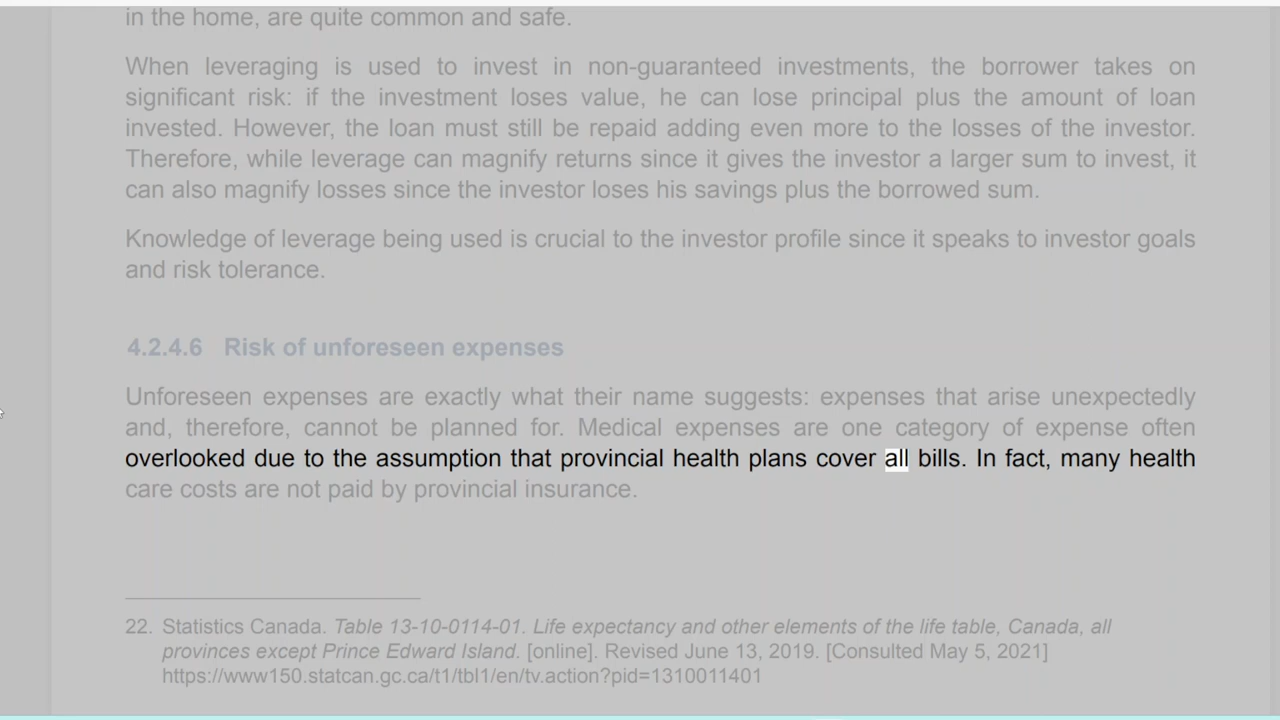 in the home, are quite common and safe.
When leveraging is used to invest in non-guaranteed investments, the borrower takes on
significant risk: if the investment loses value, he can lose principal plus the amount of loan
invested. However, the loan must still be repaid adding even more to the losses of the investor.
Therefore, while leverage can magnify returns since it gives the investor a larger sum to invest, it
can also magnify losses since the investor loses his savings plus the borrowed sum.
Knowledge of leverage being used is crucial to the investor profile since it speaks to investor goals
and risk tolerance.
4.2.4.6 Risk of unforeseen expenses
Unforeseen expenses are exactly what their name suggests: expenses that arise unexpectedly
and, therefore, cannot be planned for. Medical expenses are one category of expense often
overlooked due to the assumption that provincial health plans cover all bills. In fact, many health
care costs are not paid by provincial insurance.
22. Statistics Canada. Table 13-10-0114-01. Life expectancy and other elements of the life table, Canada, all
provinces except Prince Edward Island. [online]. Revised June 13, 2019. [Consulted May 5, 2021]
https://www150.statcan.gc.ca/t1/tbl1/en/tv.action?pid=1310011401